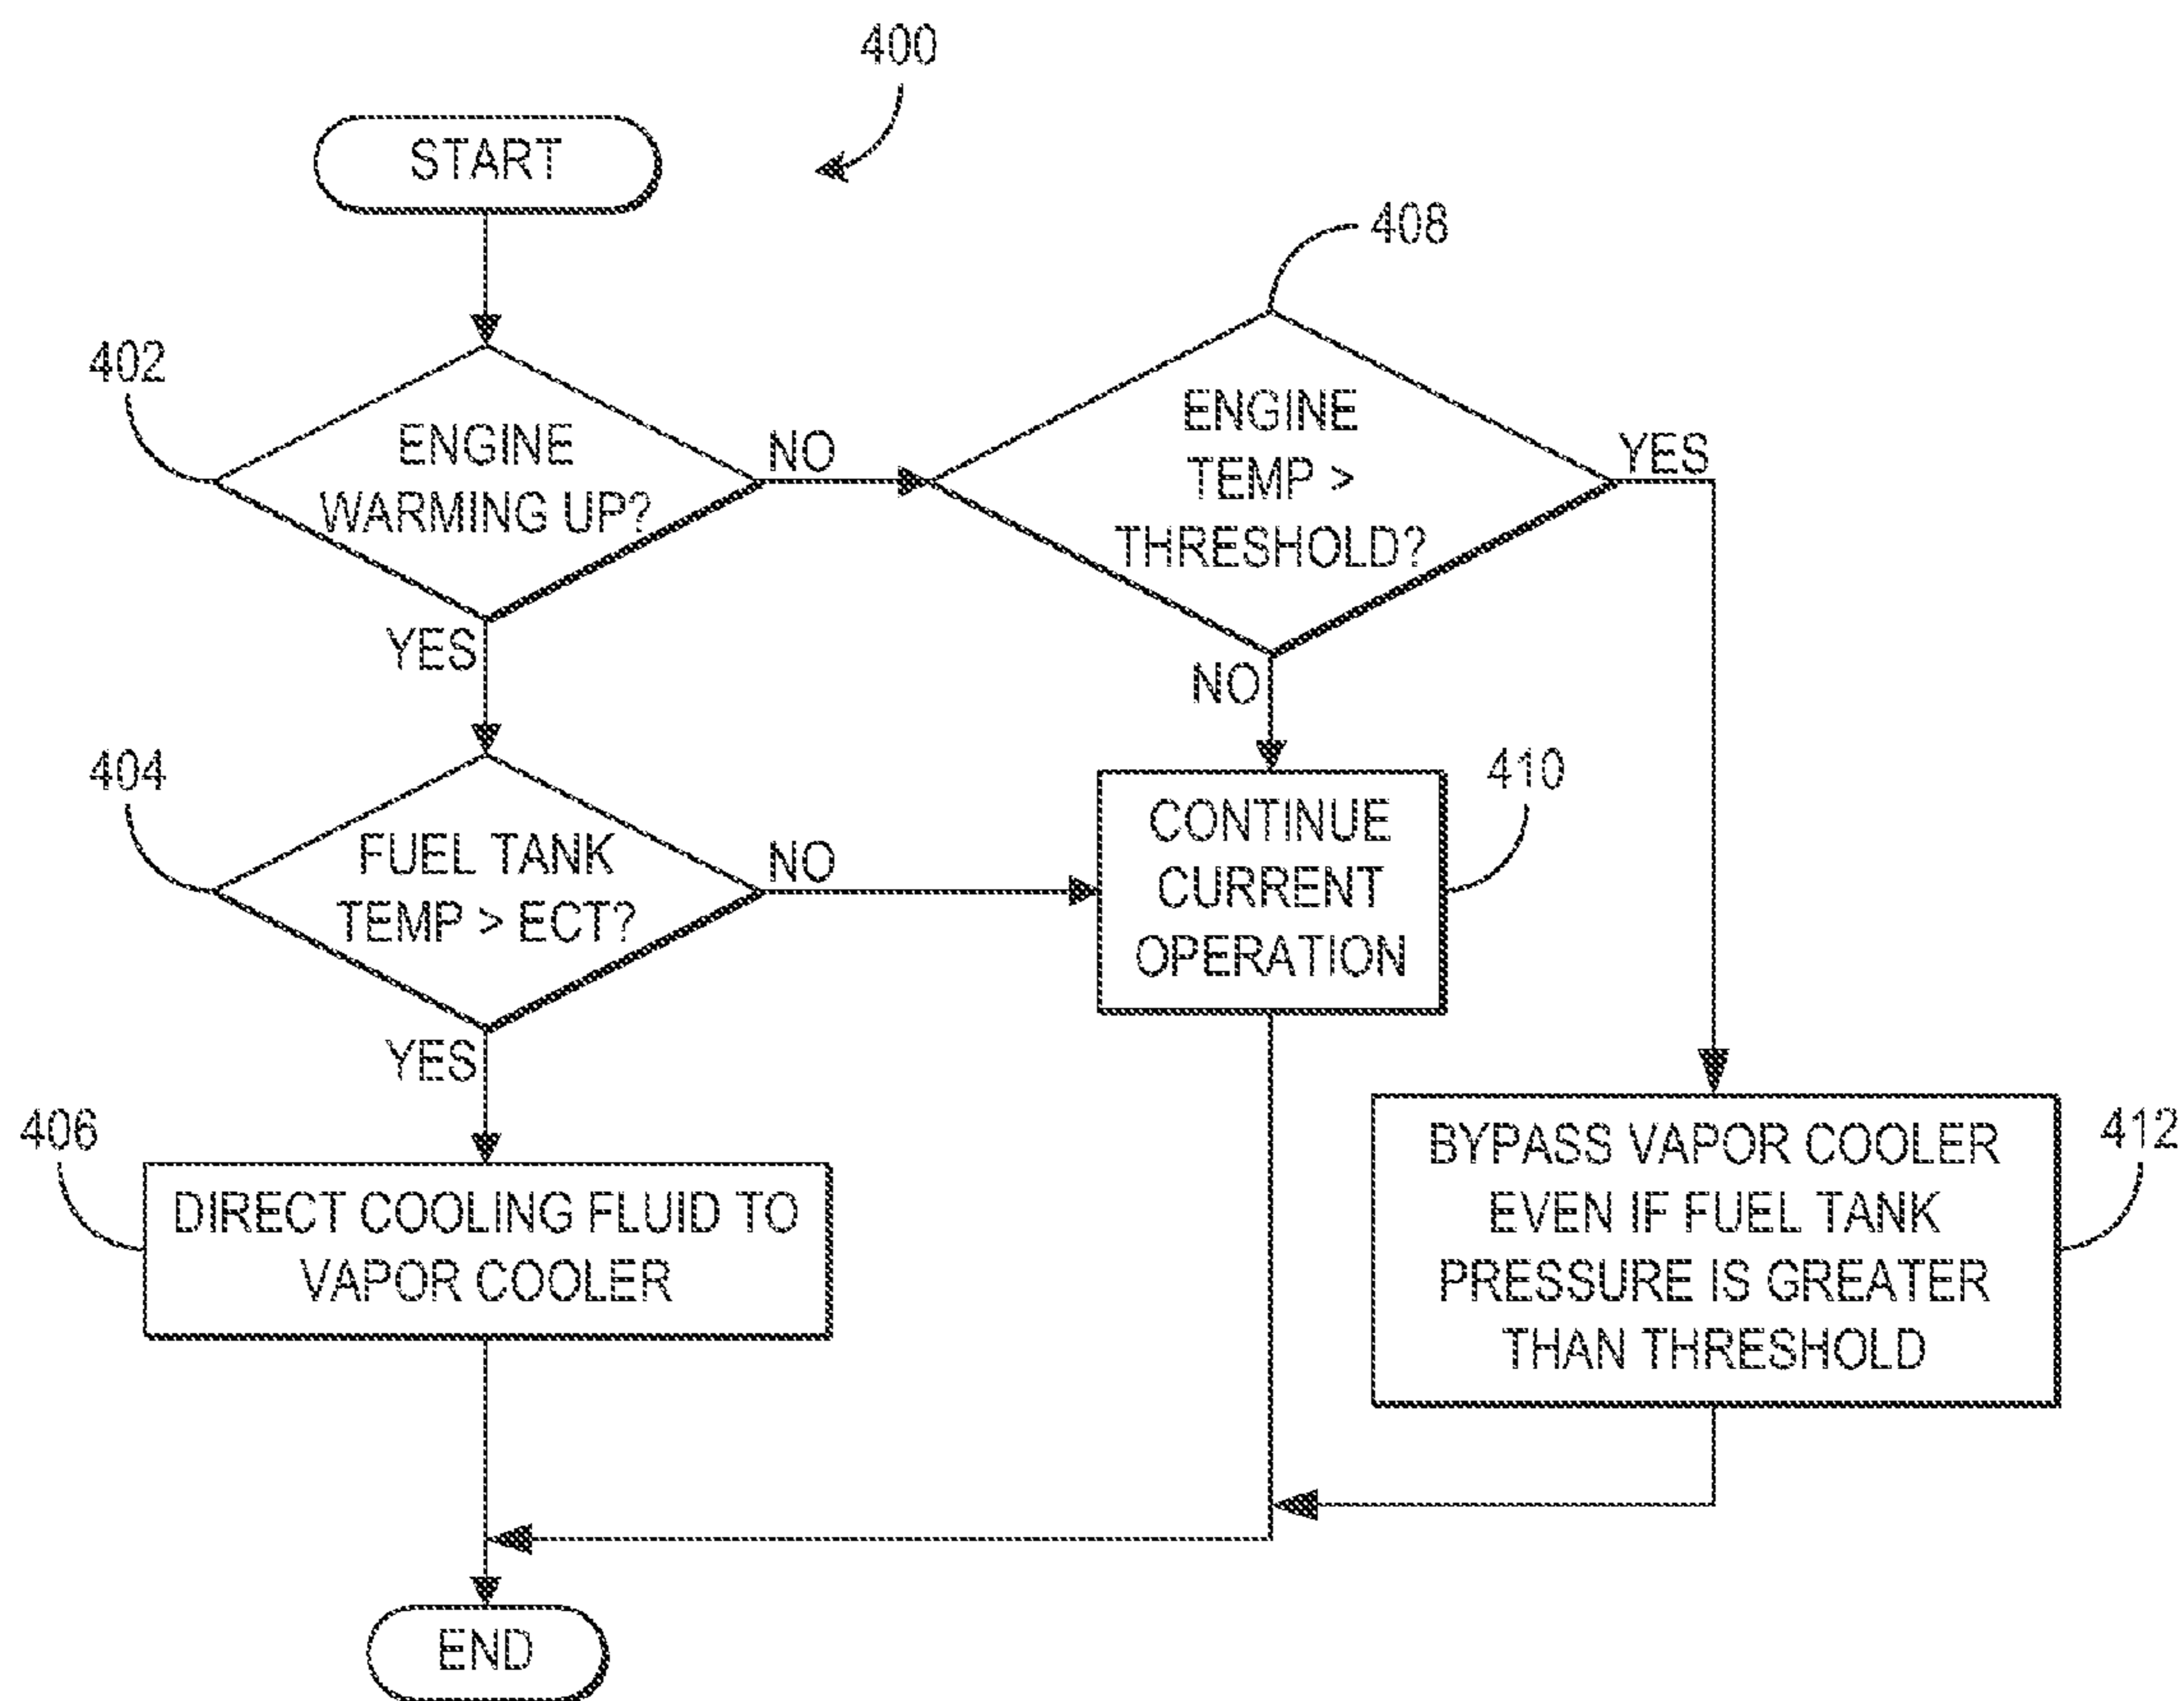 400
START
408
402
ENGINE
WARMING UP?
NO
ENGINE
TEMP >
THRESHOLD?
YES
YES
NO
404
FUEL TANK
TEMP > ECT?
NO
CONTINUE
CURRENT
OPERATION
410
YES
406
DIRECT COOLING FLUID TO
VAPOR COOLER
BYPASS VAPOR COOLER
EVEN IF FUEL TANK
PRESSURE IS GREATER
THAN THRESHOLD
412
END